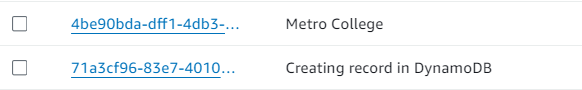 4be90bda-dff1-4db3-... Metro College
71a3cf96-83e7-4010... Creating record in DynamoDB